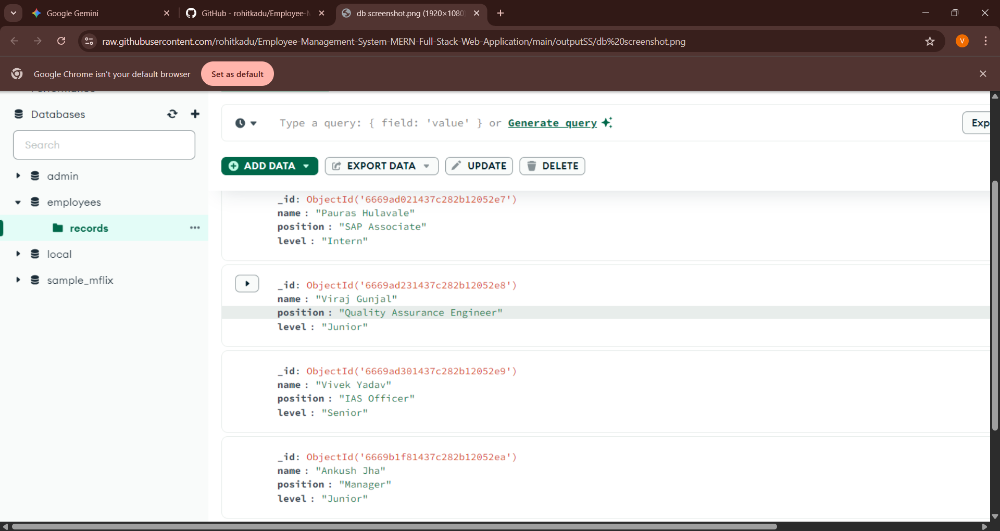 Google Gemini
GitHub - rohitkadu/Employee-M
db screenshot.png (1920×1080)
raw.githubusercontent.com/rohitkadu/Employee-Management-System-MERN-Full-Stack-Web-Application/main/outputSS/db%20screenshot.png
V
Google Chrome isn't your default browser
Set as default
Performance
Databases
Search
admin
employees
records
local
sample_mflix
Type a query: { field: 'value' } or Generate query
Exp
ADD DATA
EXPORT DATA
UPDATE
DELETE
_id: ObjectId('6669ad021437c282b12052e7')
name : "Pauras Hulavale"
position : "SAP Associate"
level : "Intern"
_id: ObjectId('6669ad231437c282b12052e8')
name : "Viraj Gunjal"
position : "Quality Assurance Engineer"
level : "Junior"
_id: ObjectId('6669ad301437c282b12052e9')
name : "Vivek Yadav"
position : "IAS Officer"
level : "Senior"
_id: ObjectId('6669b1f81437c282b12052ea')
name : "Ankush Jha"
position : "Manager"
level : "Junior"